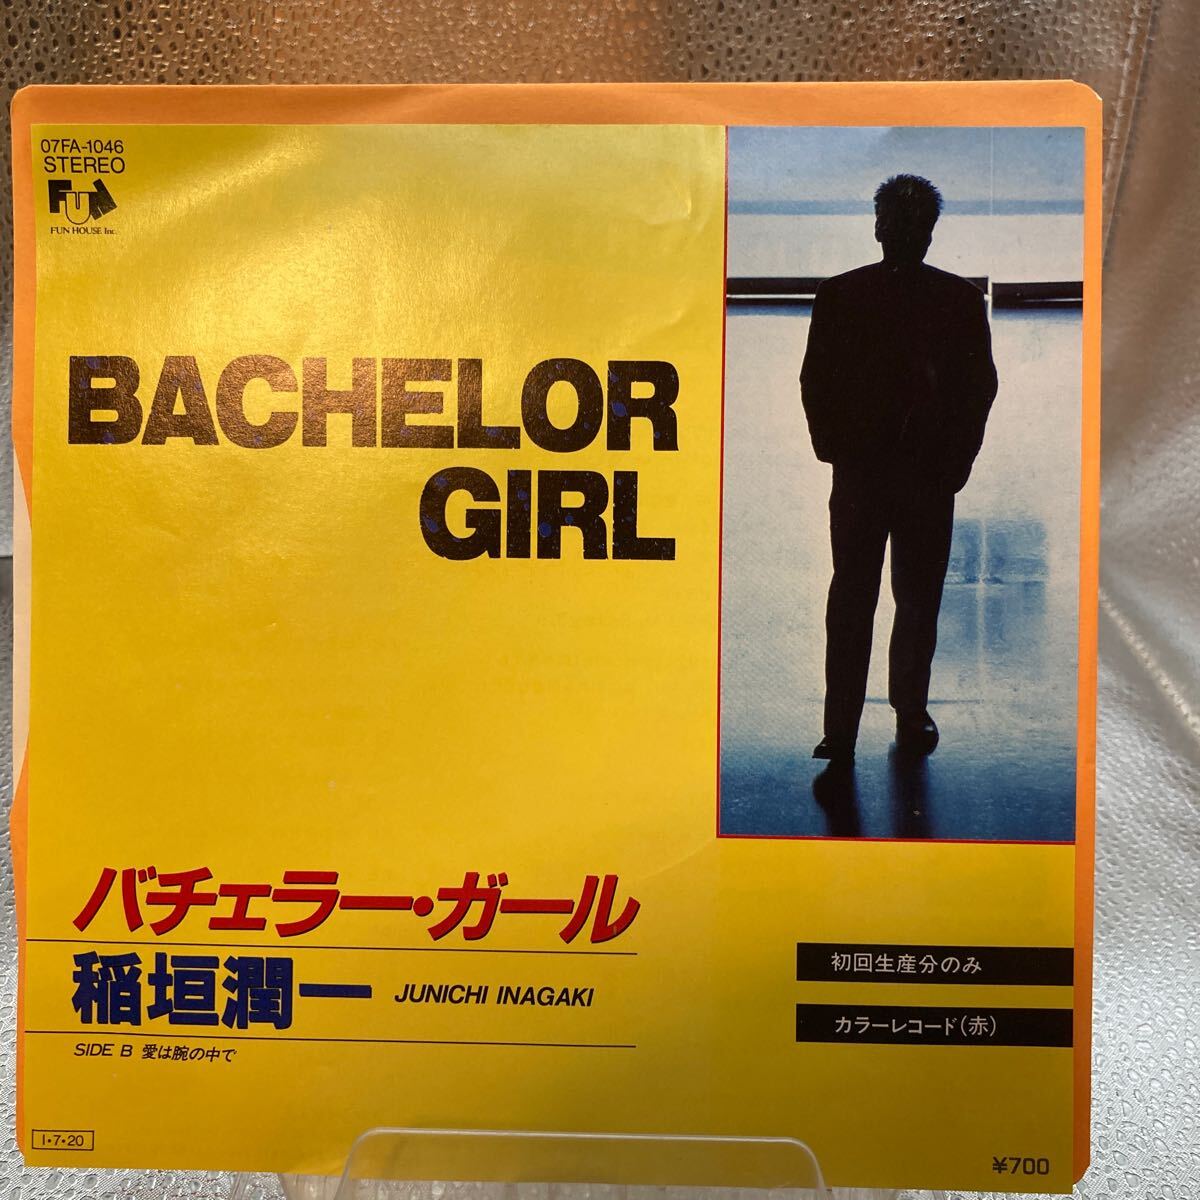 07FA-1046
STEREO
FUN
FUN HOUSE Inc.
BACHELOR
GIRL
バチェラー・ガール
稲垣潤一 JUNICHI INAGAKI
SIDE B 愛は腕の中で
初回生産分のみ
カラーレコード(赤)
I・7・20
¥700